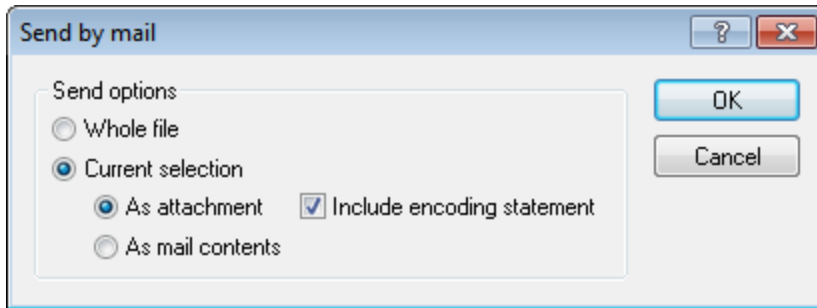 Send by mail
?
Send options
OK
Whole file
Cancel
Current selection
As attachment Include encoding statement
As mail contents